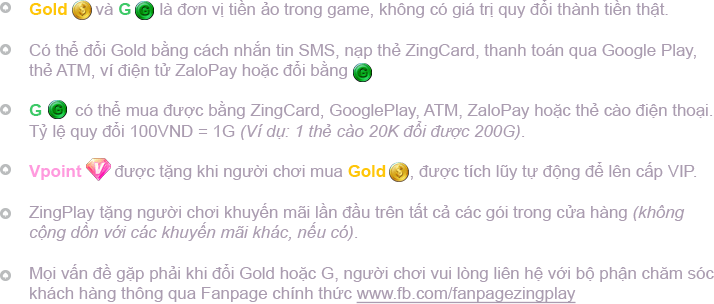 Gold và G G là đơn vị tiền ảo trong game, không có giá trị quy đổi thành tiền thật.
Có thể đổi Gold bằng cách nhắn tin SMS, nạp thẻ ZingCard, thanh toán qua Google Play,
thẻ ATM, ví điện tử ZaloPay hoặc đổi bằng G
G G có thể mua được bằng ZingCard, GooglePlay, ATM, ZaloPay hoặc thẻ cào điện thoại.
Tỷ lệ quy đổi 100VND = 1G (Ví dụ: 1 thẻ cào 20K đổi được 200G).
Vpoint V được tặng khi người chơi mua Gold , được tích lũy tự động để lên cấp VIP.
ZingPlay tặng người chơi khuyến mãi lần đầu trên tất cả các gói trong cửa hàng (không
cộng dồn với các khuyến mãi khác, nếu có).
Mọi vấn đề gặp phải khi đổi Gold hoặc G, người chơi vui lòng liên hệ với bộ phận chăm sóc
khách hàng thông qua Fanpage chính thức www.fb.com/fanpagezingplay